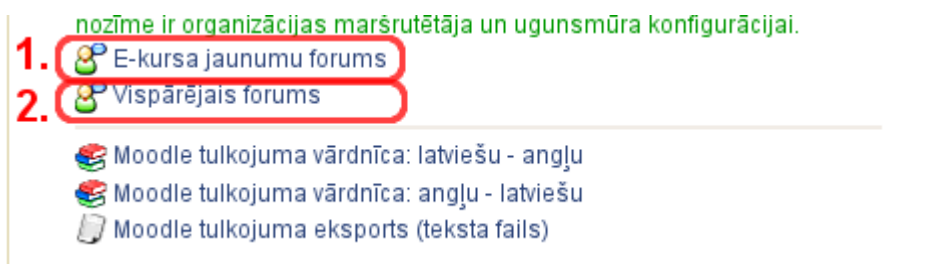 nozīme ir organizācijas maršrutētāja un ugunsmūra konfigurācijai.
1. E-kursa jaunumu forums
2. Vispārējais forums
Moodle tulkojuma vārdnīca: latviešu - angļu
Moodle tulkojuma vārdnīca: angļu - latviešu
Moodle tulkojuma eksports (teksta fails)